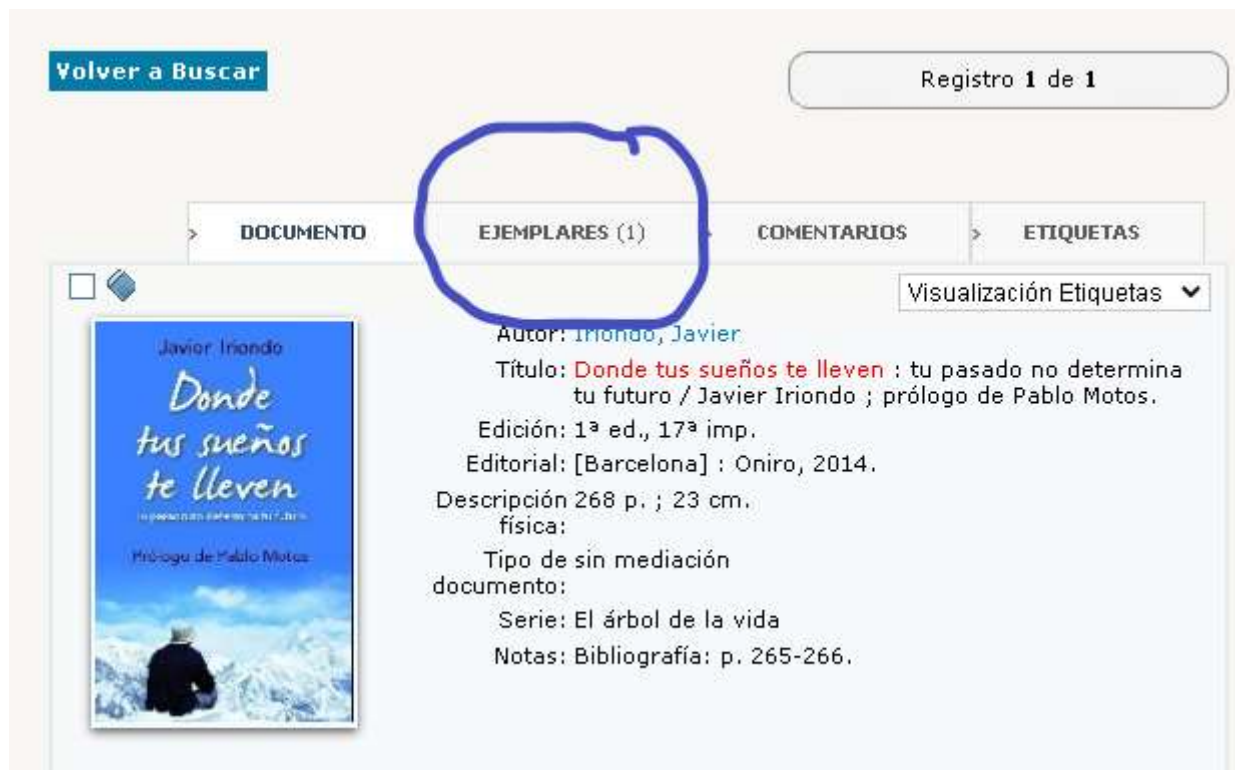 Volver a Buscar
Registro 1 de 1
DOCUMENTO
EJEMPLARES (1)
COMENTARIOS
ETIQUETAS
Visualización Etiquetas
Javier Iriondo
Donde
tus sueños
te lleven
Prólogo de Pablo Motos
Autor: Iriondo, Javier
Título: Donde tus sueños te lleven : tu pasado no determina
tu futuro / Javier Iriondo ; prólogo de Pablo Motos.
Edición: 1ª ed., 17ª imp.
Editorial: [Barcelona] : Oniro, 2014.
Descripción 268 p. ; 23 cm.
física:
Tipo de sin mediación
documento:
Serie: El árbol de la vida
Notas: Bibliografía: p. 265-266.